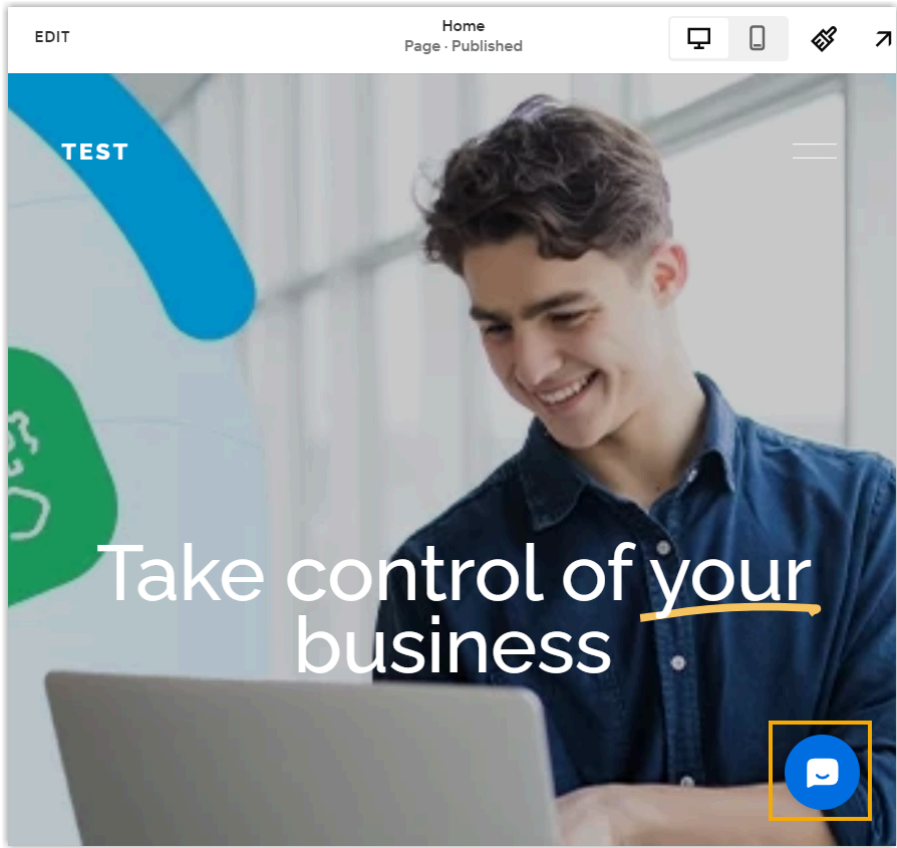 EDIT
Home
Page · Published
TEST
Take control of your
business